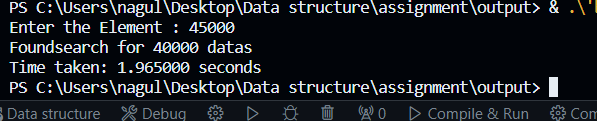 PS C:\Users\nagul\Desktop\Data structure\assignment\output> & .\'
Enter the Element : 45000
Foundsearch for 40000 datas
Time taken: 1.965000 seconds
PS C:\Users\nagul\Desktop\Data structure\assignment\output>
Data structure Debug 0 Compile & Run Com